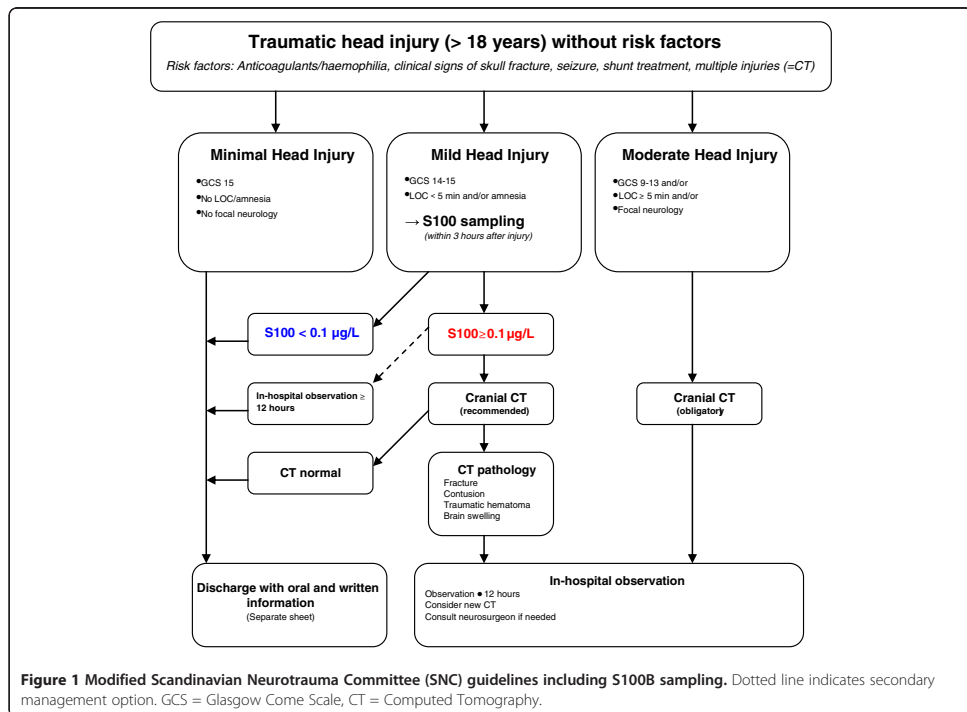 Traumatic head injury (> 18 years) without risk factors
Risk factors: Anticoagulants/haemophilia, clinical signs of skull fracture, seizure, shunt treatment, multiple injuries (=CT)
Minimal Head Injury
•GCS 15
•No LOC/amnesia
•No focal neurology
Mild Head Injury
•GCS 14-15
•LOC < 5 min and/or amnesia
→ S100 sampling
(within 3 hours after injury)
Moderate Head Injury
•GCS 9-13 and/or
•LOC ≥ 5 min and/or
•Focal neurology
S100 < 0.1 µg/L
S100≥0.1 µg/L
In-hospital observation ≥
12 hours
Cranial CT
(recommended)
Cranial CT
(obligatory)
CT normal
CT pathology
Fracture
Contusion
Traumatic hematoma
Brain swelling
Discharge with oral and written
information
(Separate sheet)
In-hospital observation
Observation • 12 hours
Consider new CT
Consult neurosurgeon if needed
Figure 1 Modified Scandinavian Neurotrauma Committee (SNC) guidelines including S100B sampling. Dotted line indicates secondary
management option. GCS = Glasgow Come Scale, CT = Computed Tomography.